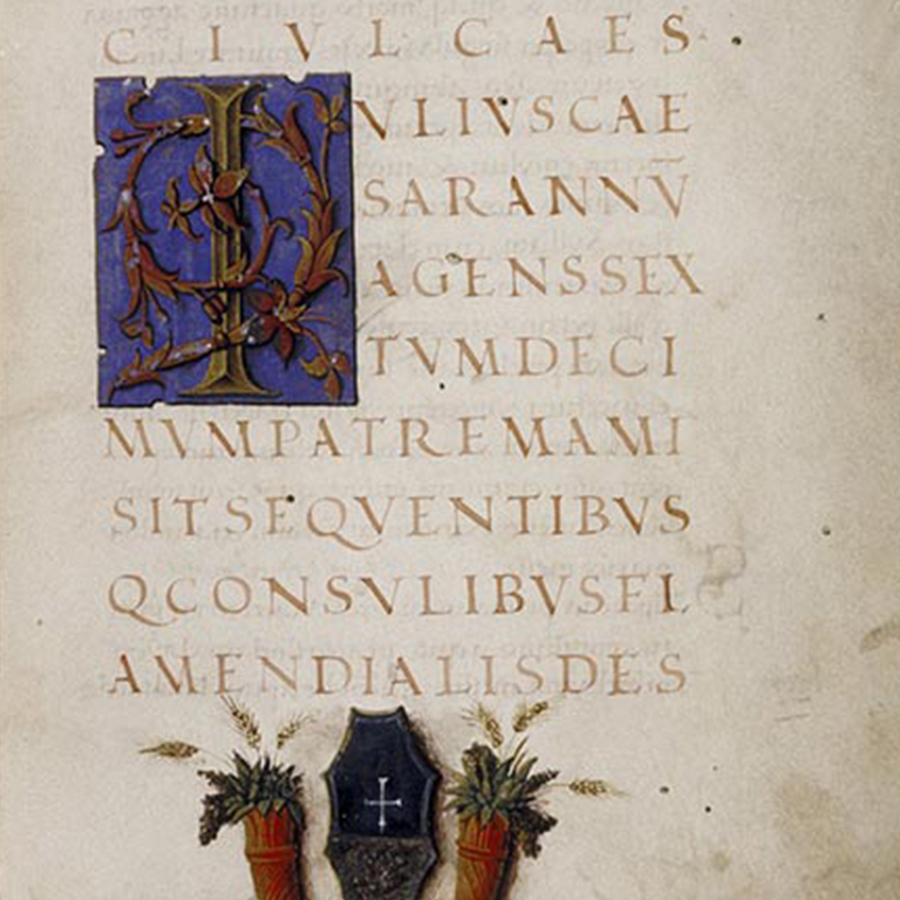 C IVL CAES
IVLIVS CAE
SAR ANNV̅
AGENS SEX
TVM DECI
MVM PATREM AMI
SIT SEQVENTIBVS
Q CONSVLIBVS FL
AMEN DIALIS DES